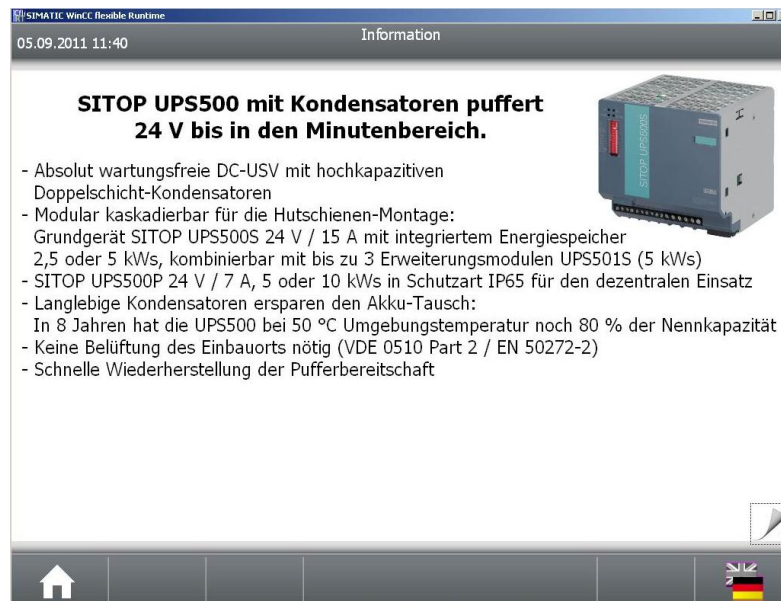 SIMATIC WinCC flexible Runtime
05.09.2011 11:40
Information
SITOP UPS500 mit Kondensatoren puffert
24 V bis in den Minutenbereich.
- Absolut wartungsfreie DC-USV mit hochkapazitiven
Doppelschicht-Kondensatoren
- Modular kaskadierbar für die Hutschienen-Montage:
Grundgerät SITOP UPS500S 24 V / 15 A mit integriertem Energiespeicher
2,5 oder 5 kWs, kombinierbar mit bis zu 3 Erweiterungsmodulen UPS501S (5 kWs)
- SITOP UPS500P 24 V / 7 A, 5 oder 10 kWs in Schutzart IP65 für den dezentralen Einsatz
- Langlebige Kondensatoren ersparen den Akku-Tausch:
In 8 Jahren hat die UPS500 bei 50 °C Umgebungstemperatur noch 80 % der Nennkapazität
- Keine Belüftung des Einbauorts nötig (VDE 0510 Part 2 / EN 50272-2)
- Schnelle Wiederherstellung der Pufferbereitschaft
SITOP UPS500S